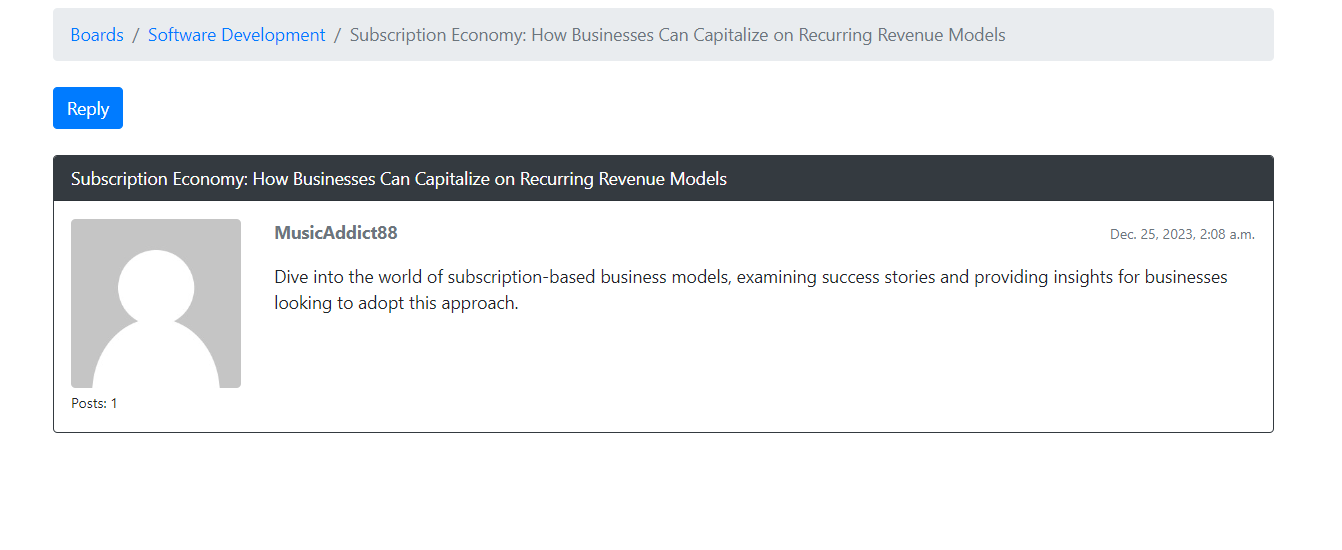 Boards / Software Development / Subscription Economy: How Businesses Can Capitalize on Recurring Revenue Models
Reply
Subscription Economy: How Businesses Can Capitalize on Recurring Revenue Models
MusicAddict88 Dec. 25, 2023, 2:08 a.m.
Dive into the world of subscription-based business models, examining success stories and providing insights for businesses
looking to adopt this approach.
Posts: 1